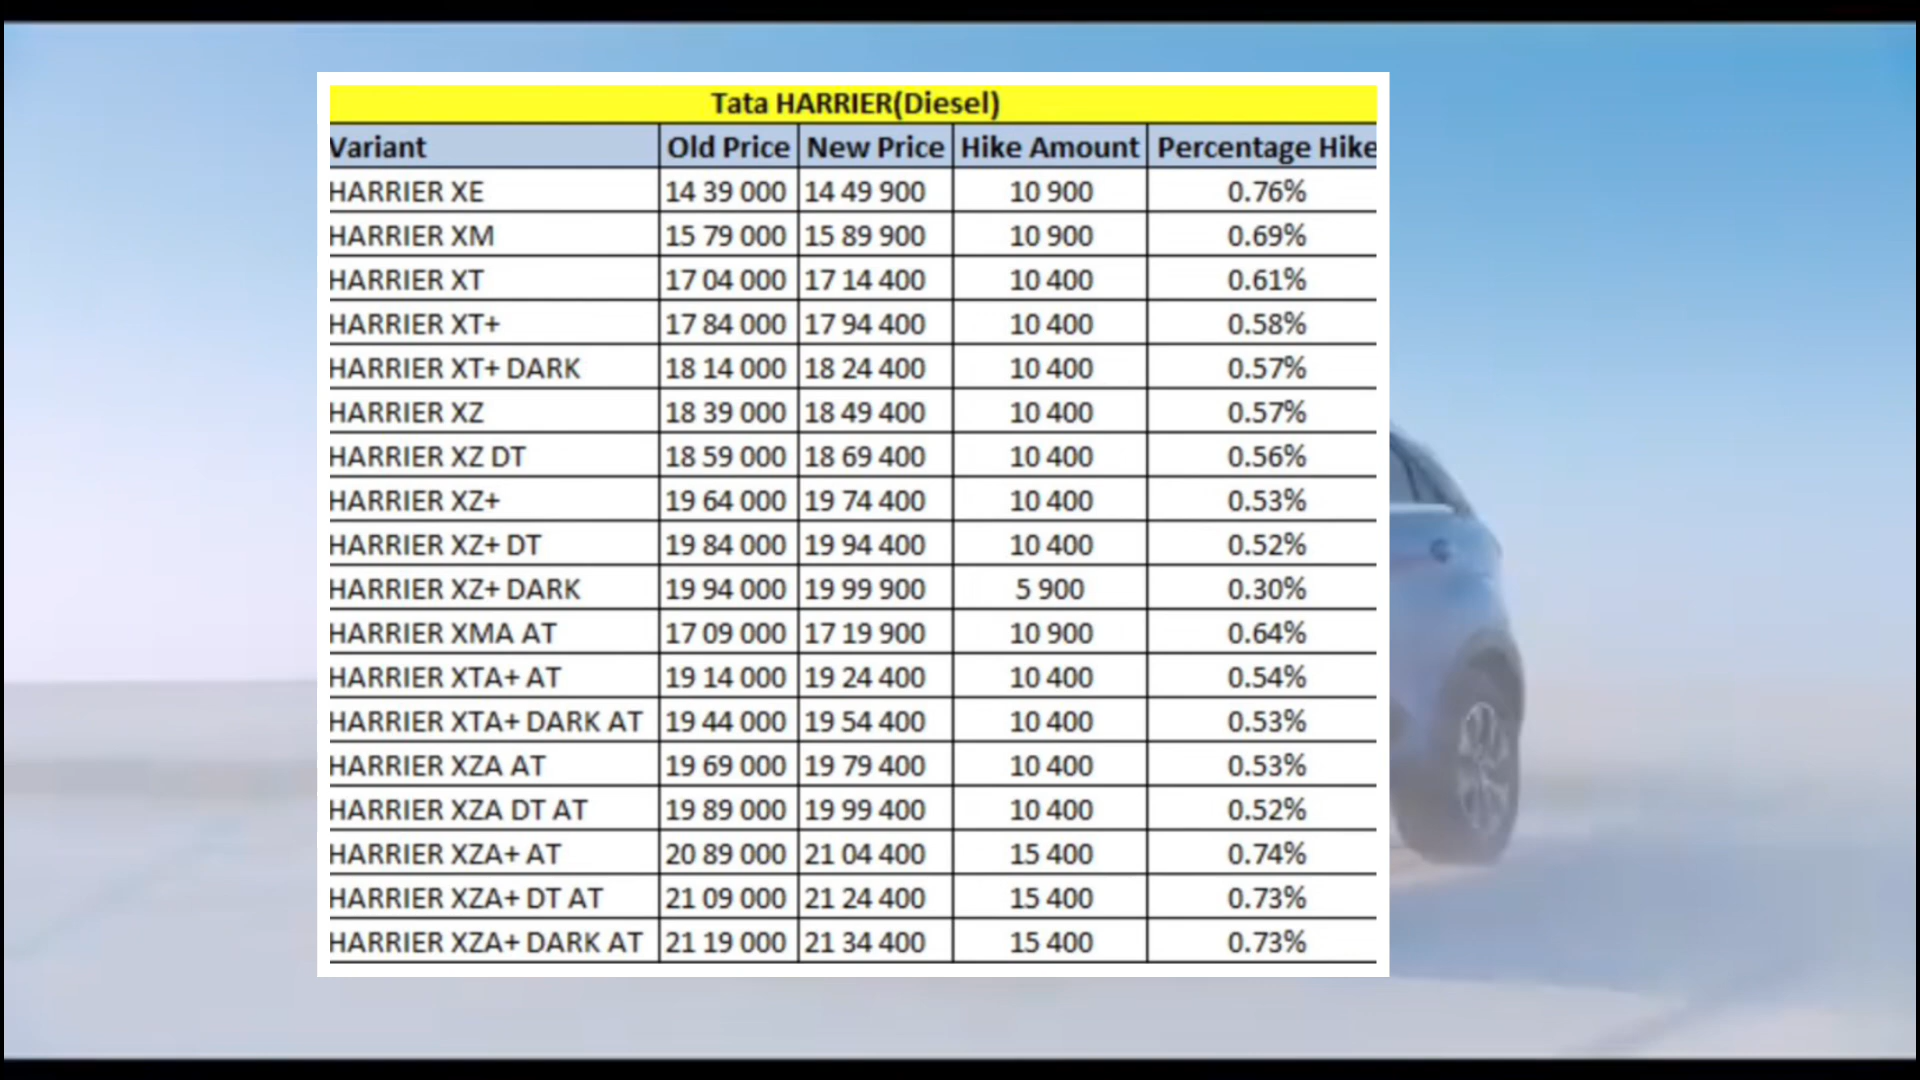 Tata HARRIER(Diesel)
Variant Old Price New Price Hike Amount Percentage Hike
HARRIER XE 14 39 000 14 49 900 10 900 0.76%
HARRIER XM 15 79 000 15 89 900 10 900 0.69%
HARRIER XT 17 04 000 17 14 400 10 400 0.61%
HARRIER XT+ 17 84 000 17 94 400 10 400 0.58%
HARRIER XT+ DARK 18 14 000 18 24 400 10 400 0.57%
HARRIER XZ 18 39 000 18 49 400 10 400 0.57%
HARRIER XZ DT 18 59 000 18 69 400 10 400 0.56%
HARRIER XZ+ 19 64 000 19 74 400 10 400 0.53%
HARRIER XZ+ DT 19 84 000 19 94 400 10 400 0.52%
HARRIER XZ+ DARK 19 94 000 19 99 900 5 900 0.30%
HARRIER XMA AT 17 09 000 17 19 900 10 900 0.64%
HARRIER XTA+ AT 19 14 000 19 24 400 10 400 0.54%
HARRIER XTA+ DARK AT 19 44 000 19 54 400 10 400 0.53%
HARRIER XZA AT 19 69 000 19 79 400 10 400 0.53%
HARRIER XZA DT AT 19 89 000 19 99 400 10 400 0.52%
HARRIER XZA+ AT 20 89 000 21 04 400 15 400 0.74%
HARRIER XZA+ DT AT 21 09 000 21 24 400 15 400 0.73%
HARRIER XZA+ DARK AT 21 19 000 21 34 400 15 400 0.73%